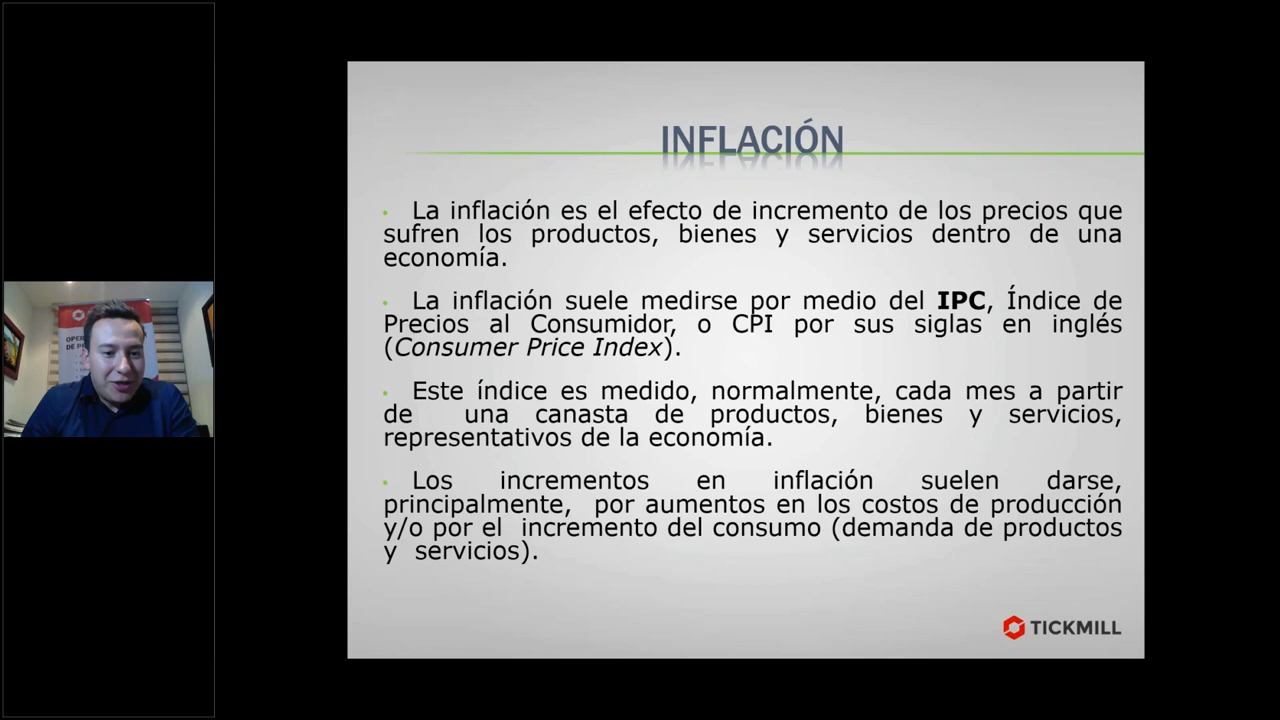 INFLACIÓN
• La inflación es el efecto de incremento de los precios que
sufren los productos, bienes y servicios dentro de una
economía.
• La inflación suele medirse por medio del IPC, Índice de
Precios al Consumidor, o CPI por sus siglas en inglés
(Consumer Price Index).
• Este índice es medido, normalmente, cada mes a partir
de una canasta de productos, bienes y servicios,
representativos de la economía.
• Los incrementos en inflación suelen darse,
principalmente, por aumentos en los costos de producción
y/o por el incremento del consumo (demanda de productos
y servicios).
TICKMILL